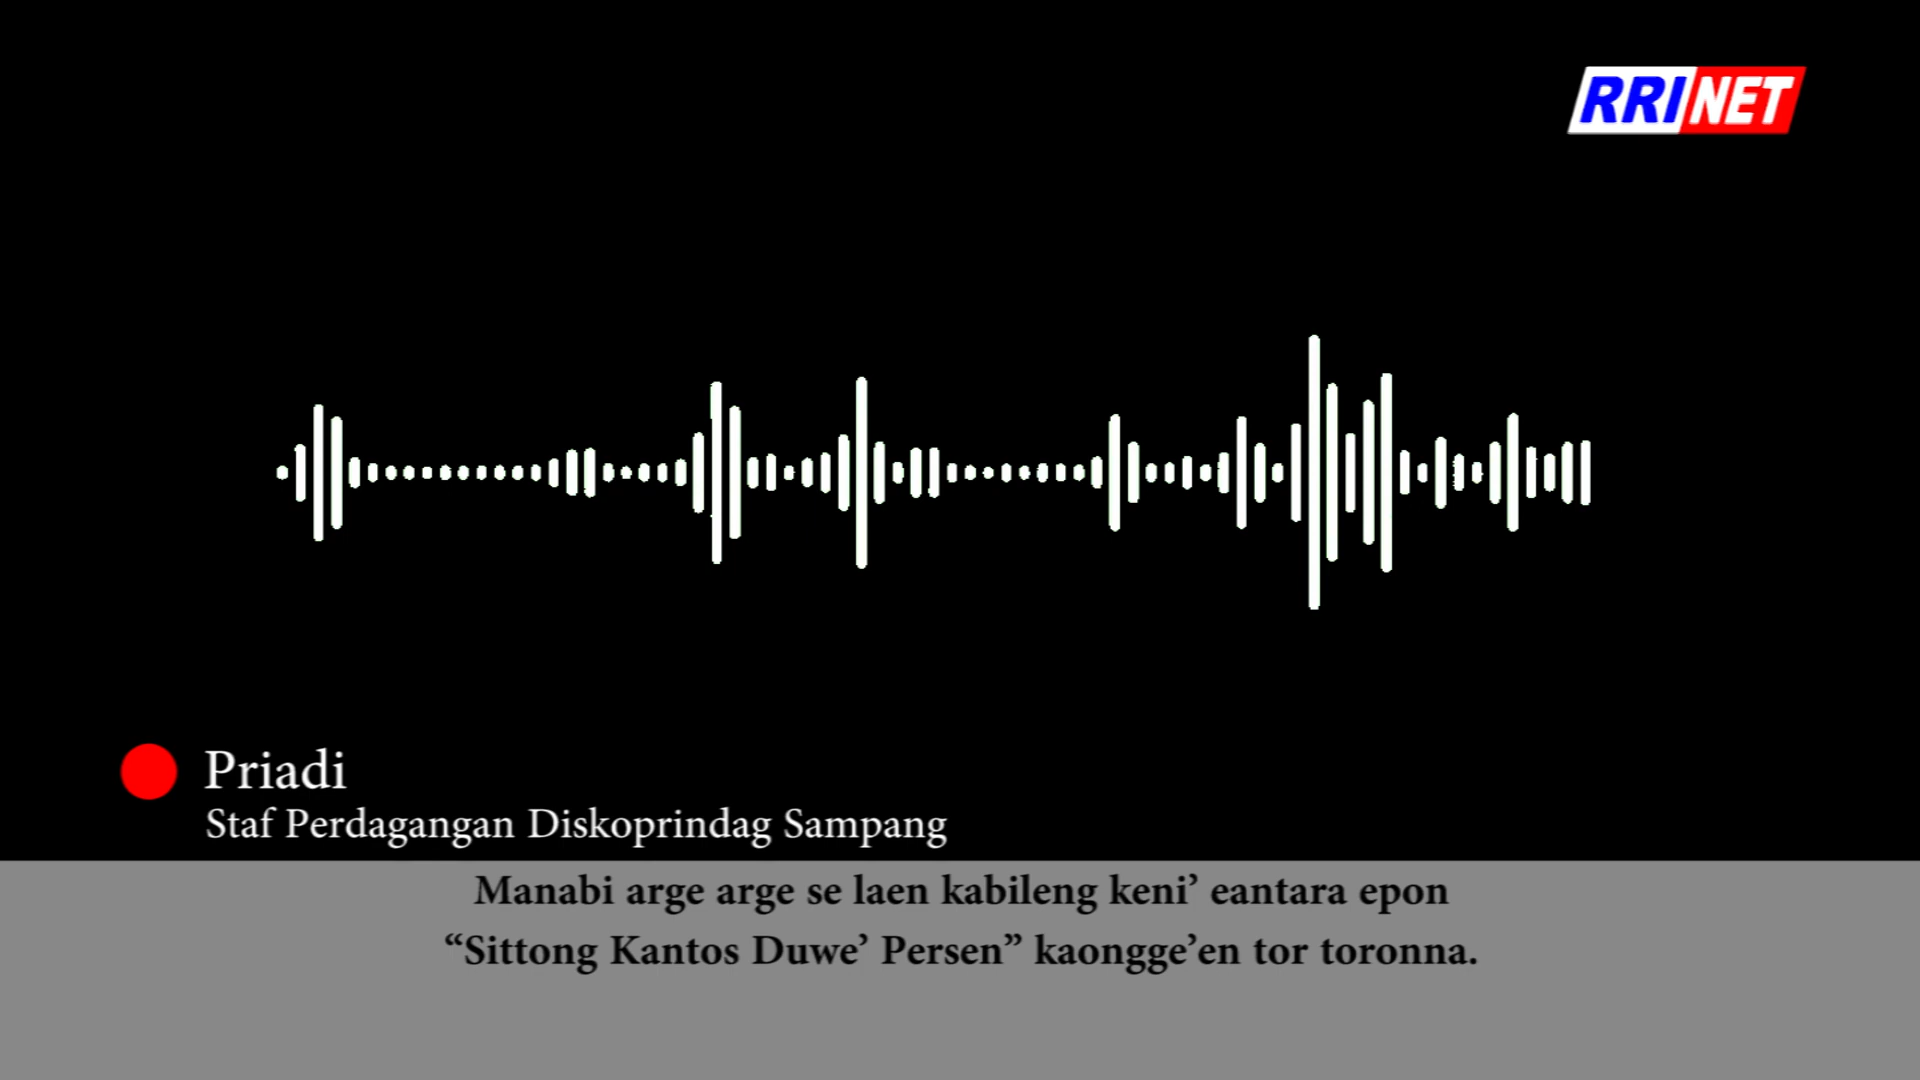 RRINET
Priadi
Staf Perdagangan Diskoprindag Sampang
Manabi arge arge se laen kabileng keni’ eantara epon
“Sittong Kantos Duwe’ Persen” kaongge’en tor toronna.